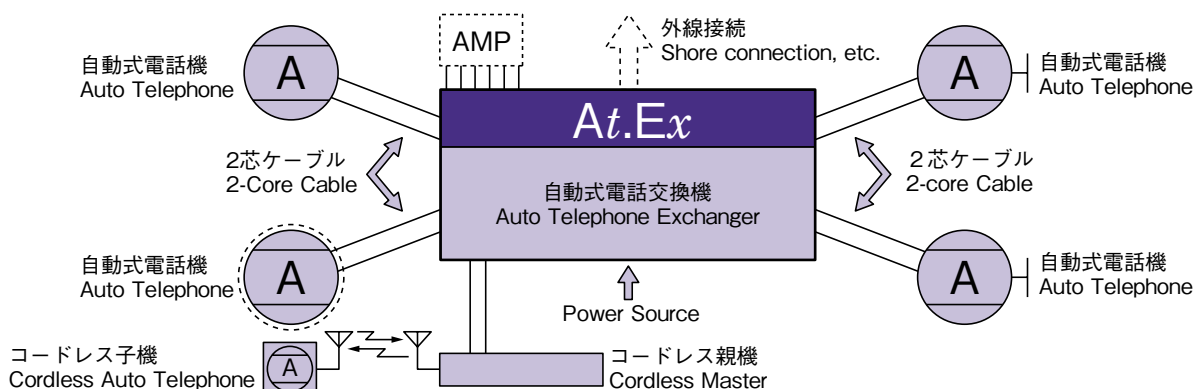 AMP
外線接続
Shore connection, etc.
自動式電話機
Auto Telephone
A
A
自動式電話機
Auto Telephone
At.Ex
2芯ケーブル
2-Core Cable
自動式電話交換機
Auto Telephone Exchanger
2芯ケーブル
2-core Cable
自動式電話機
Auto Telephone
A
A
自動式電話機
Auto Telephone
Power Source
コードレス子機
Cordless Auto Telephone
A
コードレス親機
Cordless Master